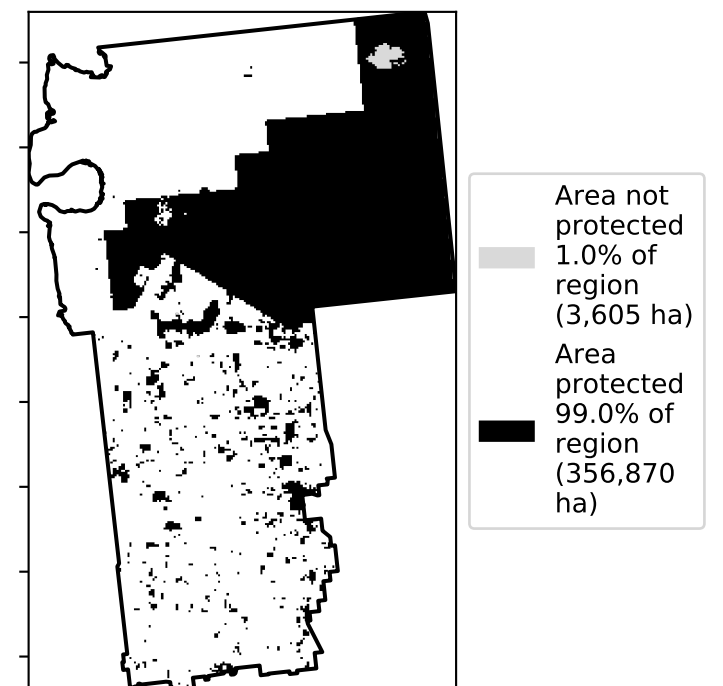 Area not
protected
1.0% of
region
(3,605 ha)
Area
protected
99.0% of
region
(356,870
ha)